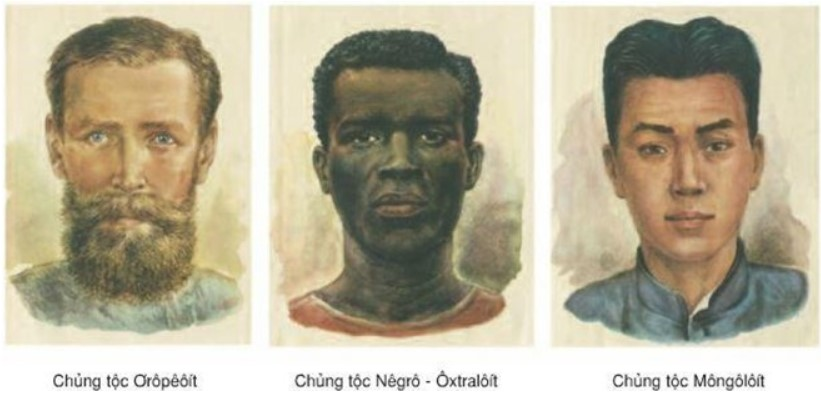 Chủng tộc Ơrôpêôít
Chủng tộc Nêgrô - Ôxtralôít
Chủng tộc Môngôlôít